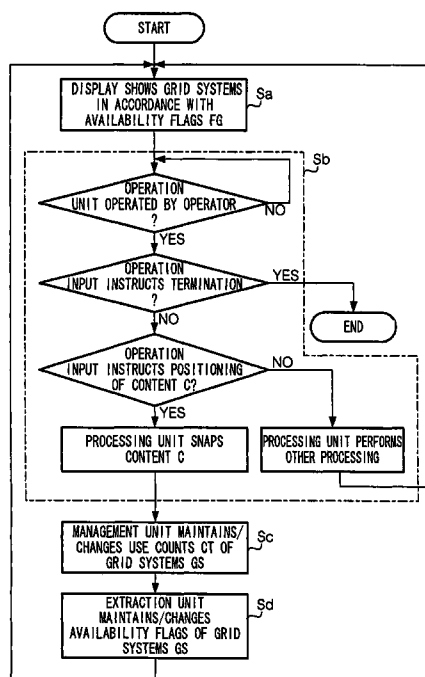 START
DISPLAY SHOWS GRID SYSTEMS
IN ACCORDANCE WITH
AVAILABILITY FLAGS FG
Sa
Sb
OPERATION
UNIT OPERATED BY OPERATOR
?
NO
YES
OPERATION
INPUT INSTRUCTS TERMINATION
?
YES
NO
END
OPERATION
INPUT INSTRUCTS POSITIONING
OF CONTENT C?
NO
YES
PROCESSING UNIT SNAPS
CONTENT C
PROCESSING UNIT PERFORMS
OTHER PROCESSING
MANAGEMENT UNIT MAINTAINS/
CHANGES USE COUNTS CT OF
GRID SYSTEMS GS
Sc
EXTRACTION UNIT
MAINTAINS/CHANGES
AVAILABILITY FLAGS OF GRID
SYSTEMS GS
Sd